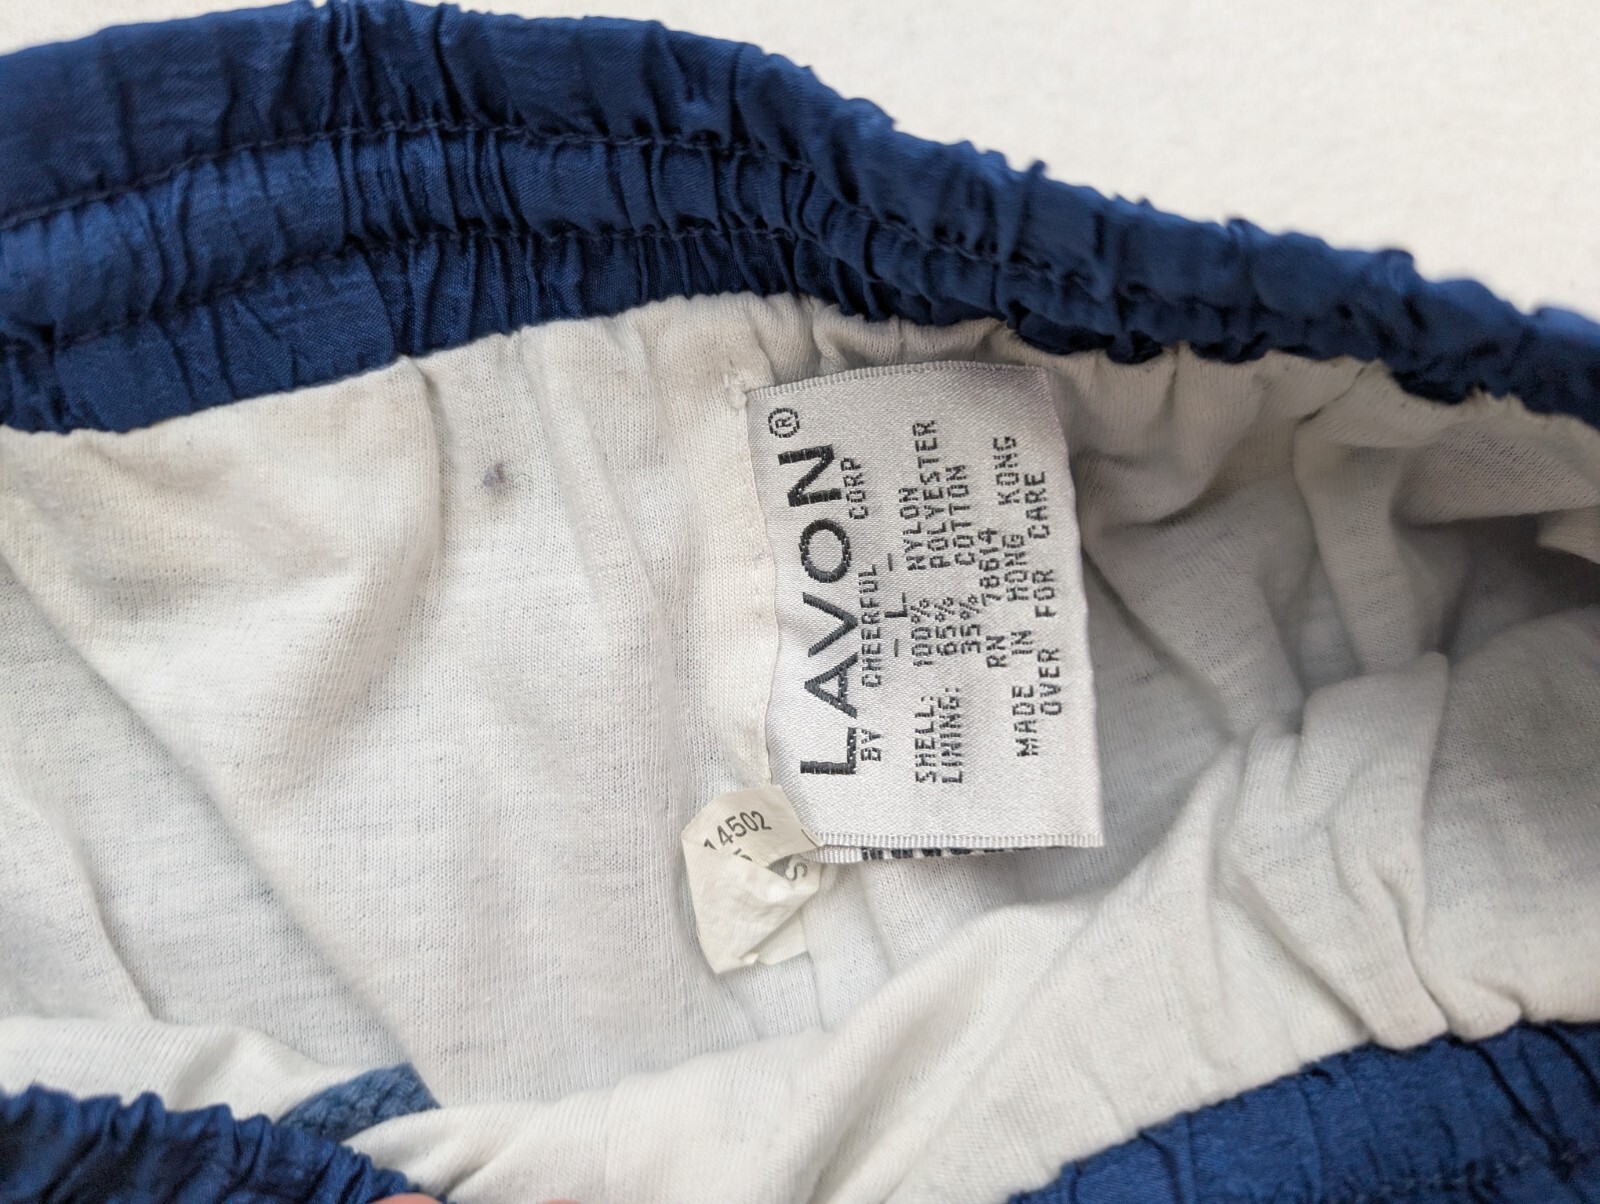 LAVON®
BY CHEERFUL CORP
— L —
SHELL: 100% NYLON
LINING: 65% POLYESTER
35% COTTON
RN 78614
MADE IN HONG KONG
OVER FOR CARE
14502
S